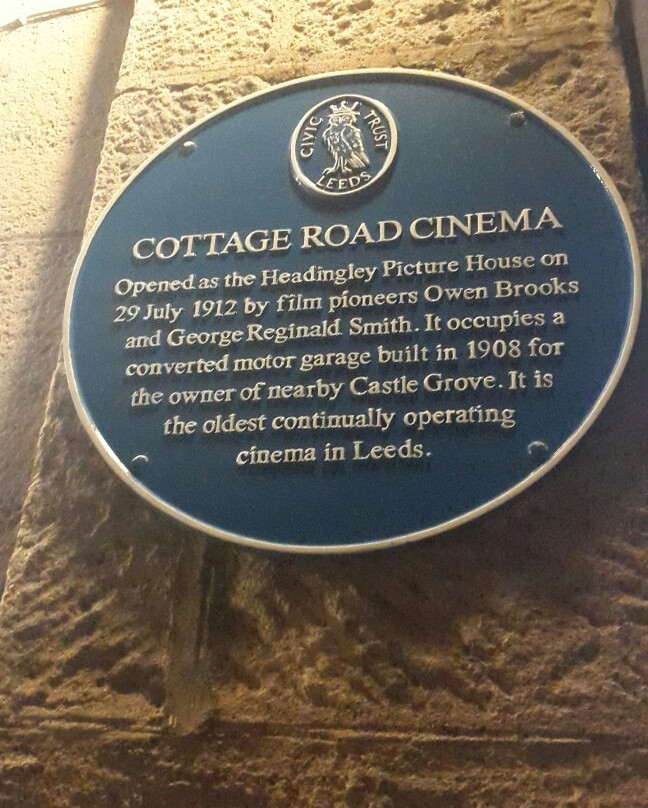 CIVIC TRUST
LEEDS
COTTAGE ROAD CINEMA
Opened as the Headingley Picture House on
29 July 1912 by film pioneers Owen Brooks
and George Reginald Smith. It occupies a
converted motor garage built in 1908 for
the owner of nearby Castle Grove. It is
the oldest continually operating
cinema in Leeds.